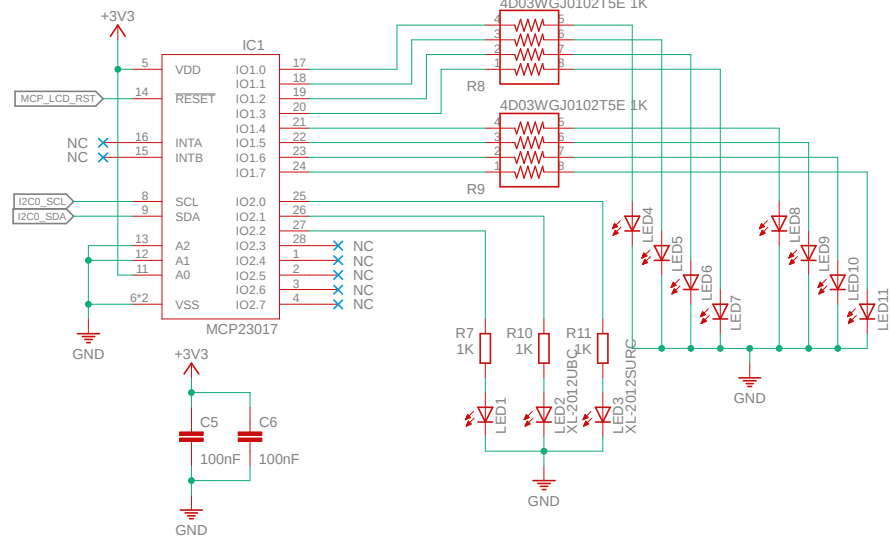 4D03WGJ0102T5E 1K
+3V3
IC1
4 5
3 6
2 7
1 8
R8
5 VDD IO1.0 17
MCP_LCD_RST 14 RESET IO1.1 18
IO1.2 19
IO1.3 20
4D03WGJ0102T5E 1K
IO1.4 21 4 5
NC 16 INTA IO1.5 22 3 6
NC 15 INTB IO1.6 23 2 7
IO1.7 24 1 8
R9
I2C0_SCL 8 SCL IO2.0 25
I2C0_SDA 9 SDA IO2.1 26
IO2.2 27
13 A2 IO2.3 28 NC
12 A1 IO2.4 1 NC
11 A0 IO2.5 2 NC
IO2.6 3 NC
6*2 VSS IO2.7 4 NC
MCP23017
GND
LED4
LED5
LED6
LED7
LED8
LED9
LED10
LED11
GND
R7
1K
R10
1K
R11
1K
LED1
LED2
XL-2012UBC
LED3
XL-2012SURC
GND
+3V3
C5
100nF
C6
100nF
GND